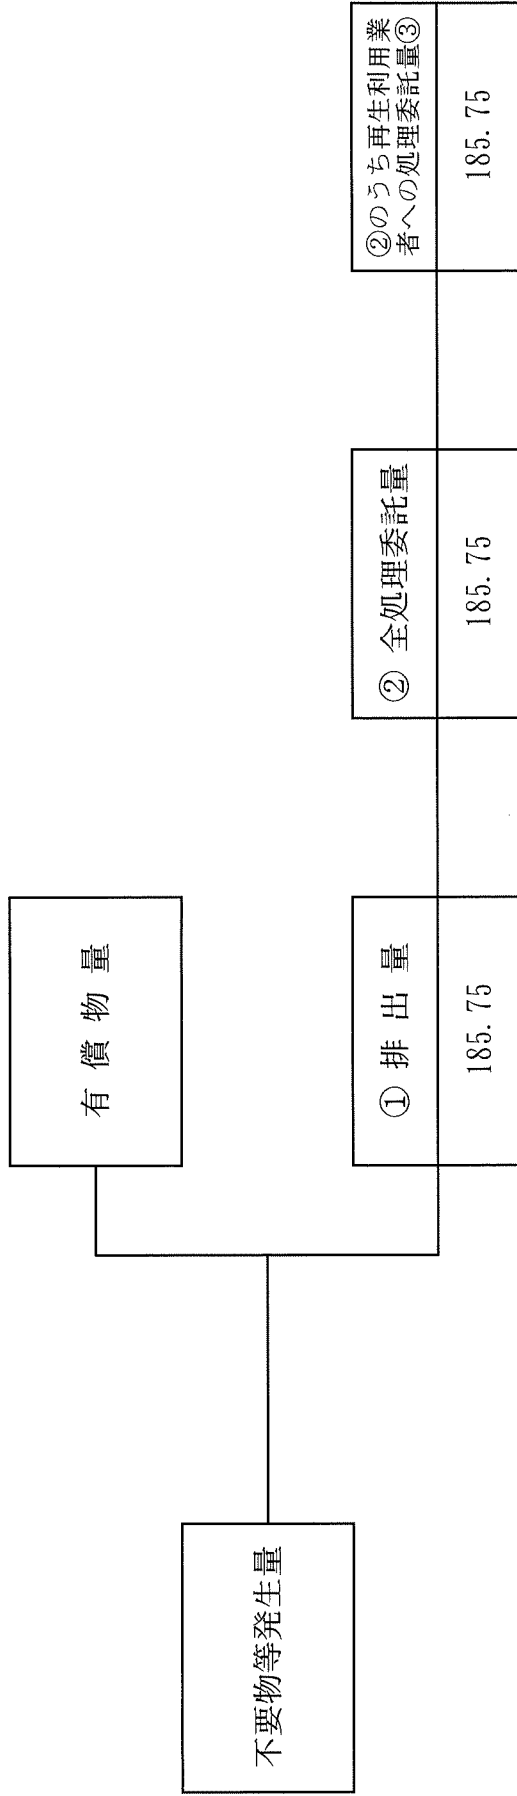 不要物等発生量
有償物量
① 排出量
185.75
② 全処理委託量
185.75
②のうち再生利用業
者への処理委託量③
185.75